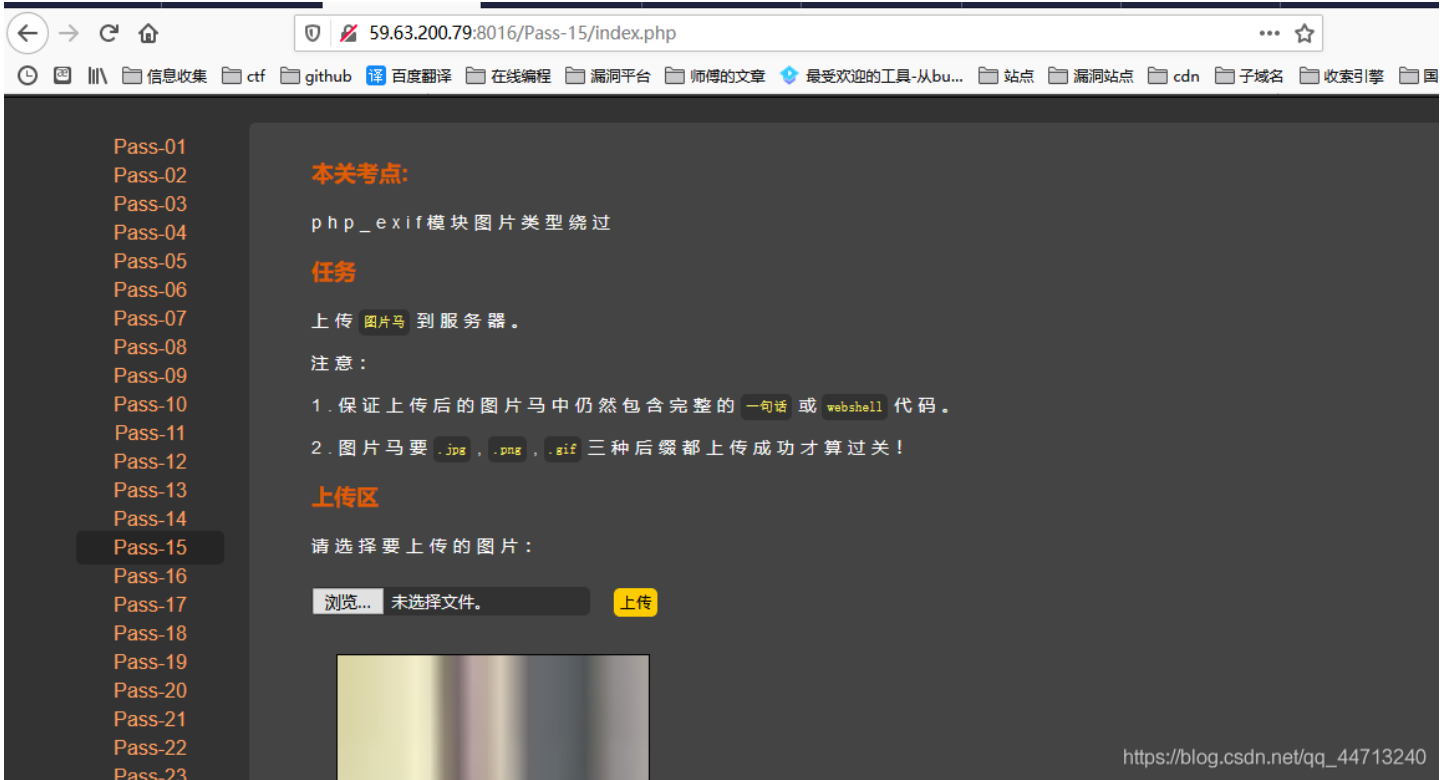 59.63.200.79:8016/Pass-15/index.php
信息收集 ctf github 译 百度翻译 在线编程 漏洞平台 师傅的文章 最受欢迎的工具-从bu... 站点 漏洞站点 cdn 子域名 收索引擎 国
Pass-01
Pass-02
Pass-03
Pass-04
Pass-05
Pass-06
Pass-07
Pass-08
Pass-09
Pass-10
Pass-11
Pass-12
Pass-13
Pass-14
Pass-15
Pass-16
Pass-17
Pass-18
Pass-19
Pass-20
Pass-21
Pass-22
Pass-23
本关考点:
php_exif模块图片类型绕过
任务
上传 图片马 到服务器。
注意：
1.保证上传后的图片马中仍然包含完整的 一句话 或 webshell 代码。
2.图片马要 .jpg , .png , .gif 三种后缀都上传成功才算过关!
上传区
请选择要上传的图片：
浏览... 未选择文件。 上传
https://blog.csdn.net/qq_44713240